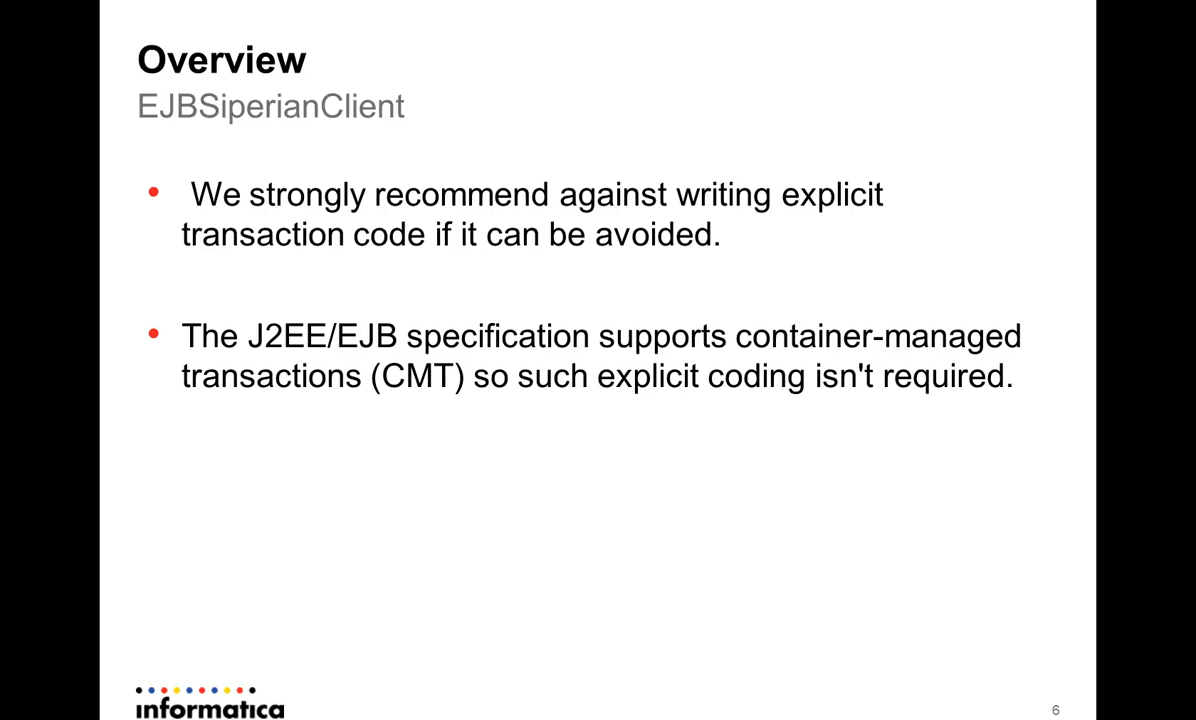 Overview
EJBSiperianClient
• We strongly recommend against writing explicit
transaction code if it can be avoided.
• The J2EE/EJB specification supports container-managed
transactions (CMT) so such explicit coding isn't required.
informatica
6